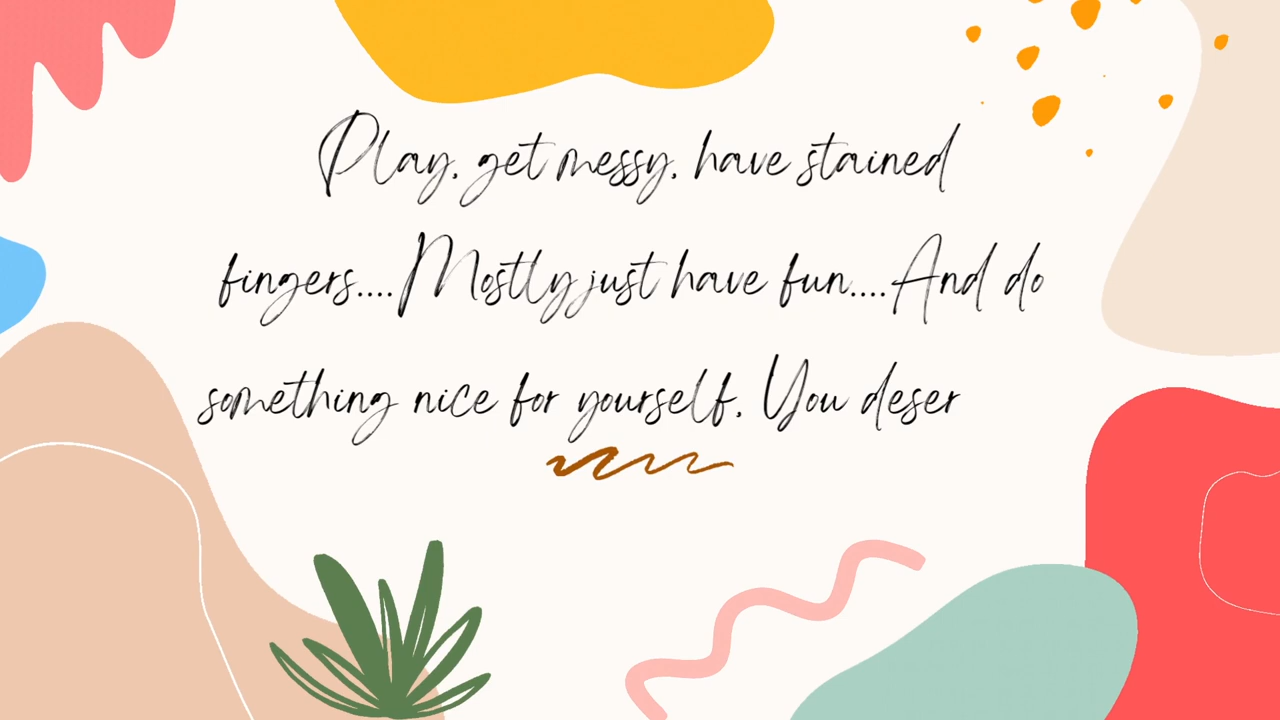 Play, get messy, have stained
fingers....Mostly just have fun....And do
something nice for yourself, You deser